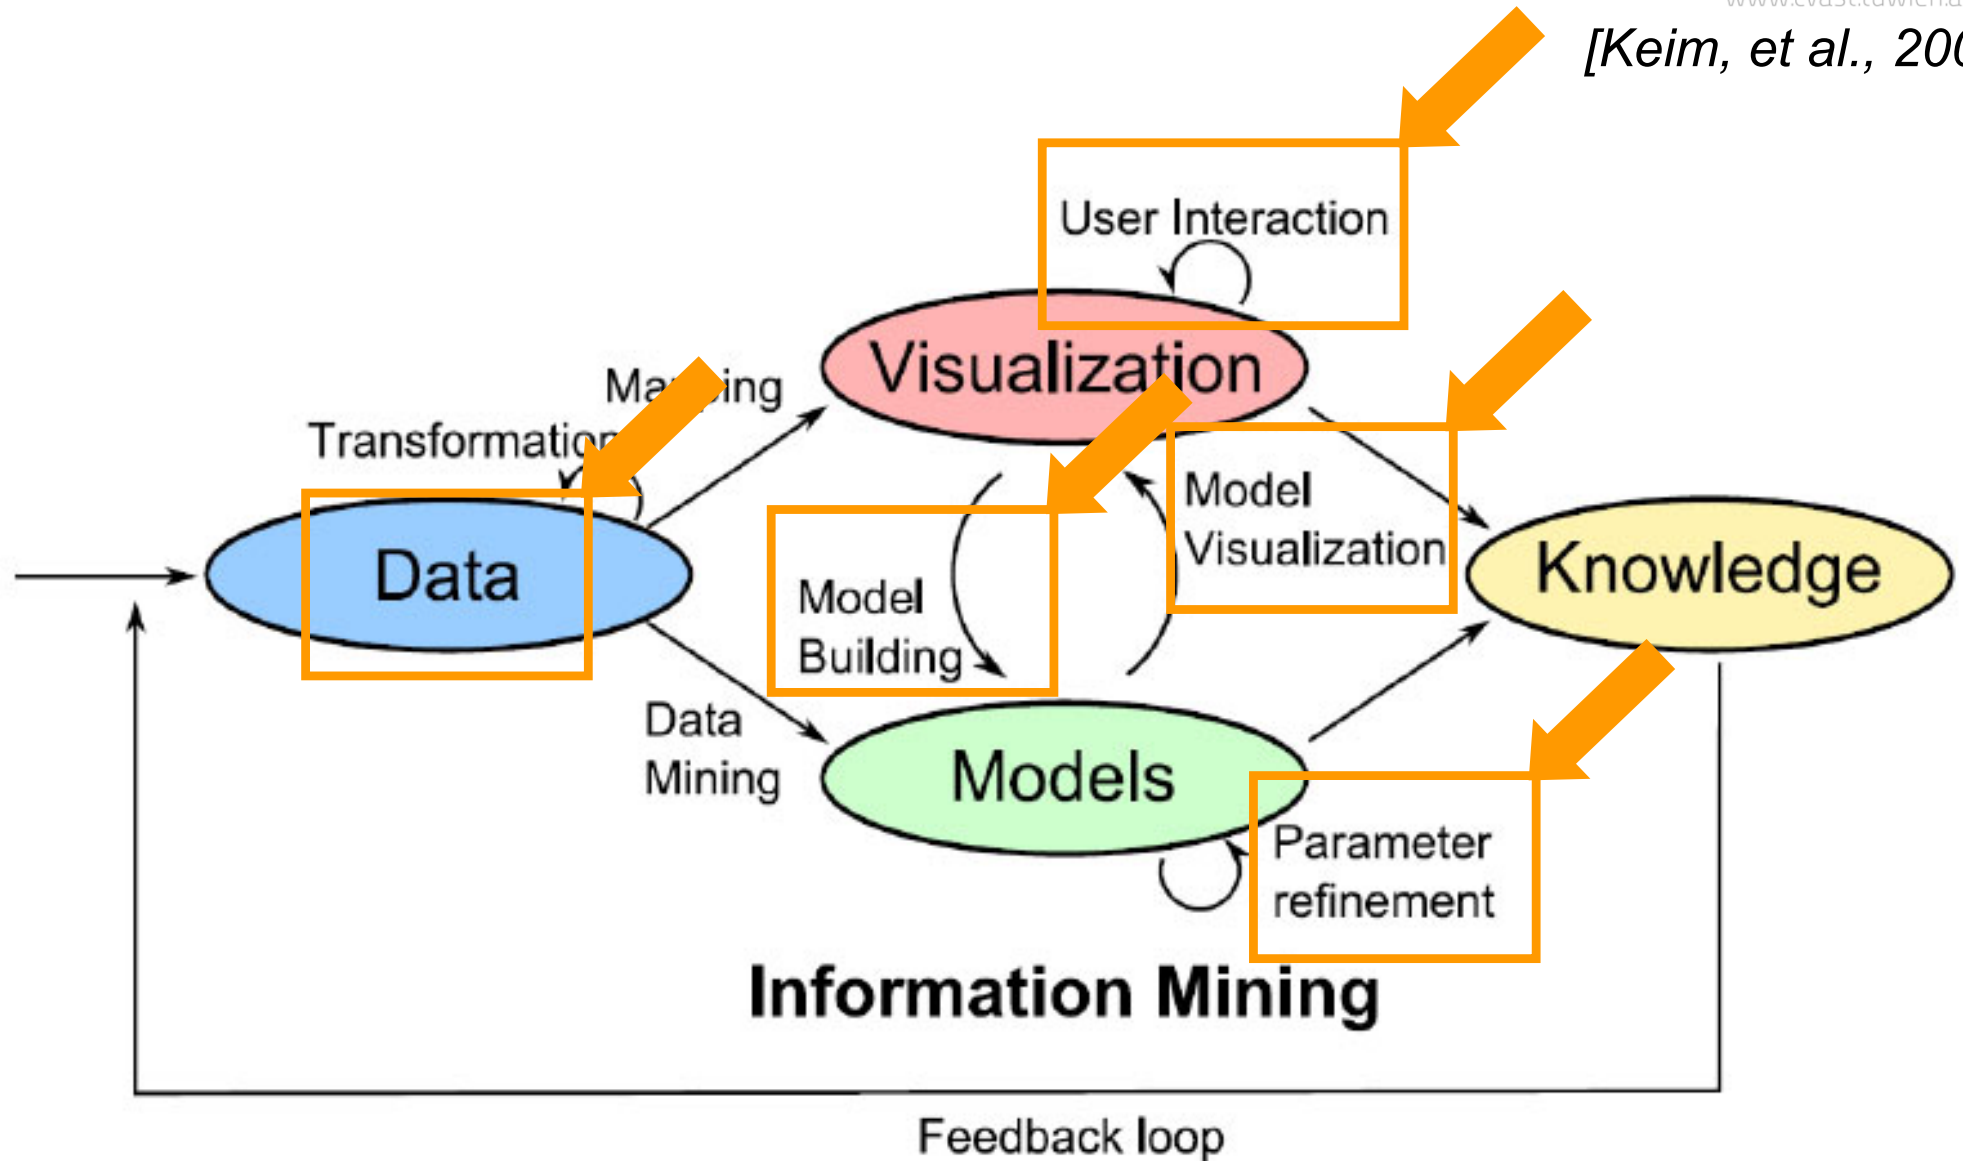 [Keim, et al., 200
User Interaction
Visualization
Transformation
Data
Model
Visualization
Knowledge
Model
Building
Data
Mining
Models
Parameter
refinement
Information Mining
Feedback loop